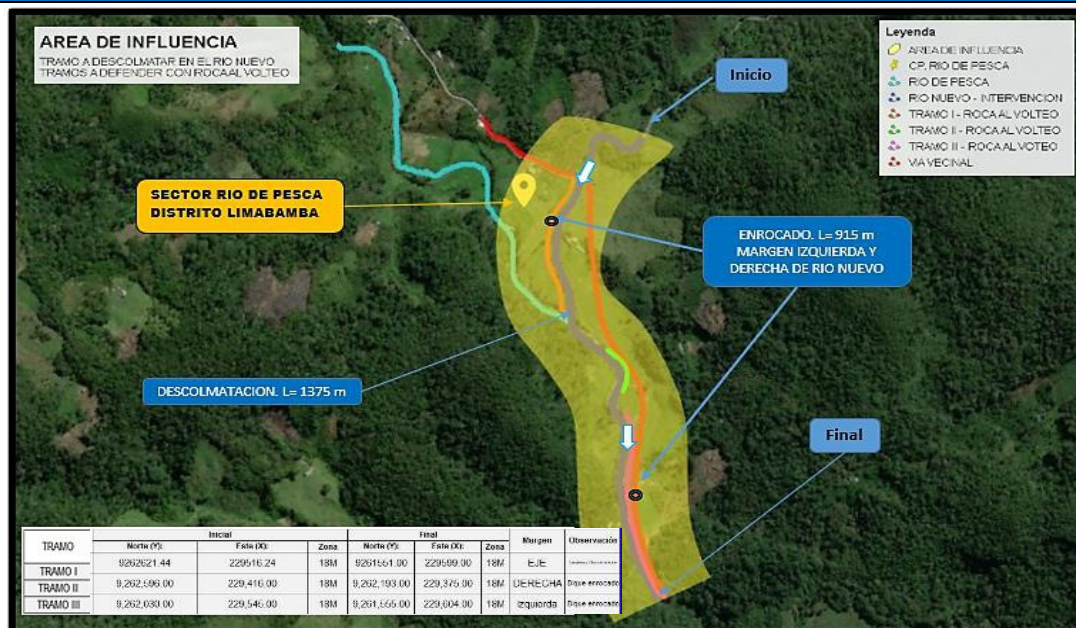 AREA DE INFLUENCIA
TRAMO A DESCOLMATAR EN EL RIO NUEVO
TRAMOS A DEFENDER CON ROCA AL VOLTEO
Inicio
Leyenda
AREA DE INFLUENCIA
CP. RIO DE PESCA
RIO DE PESCA
RIO NUEVO - INTERVENCION
TRAMO I - ROCA AL VOLTEO
TRAMO II - ROCA AL VOLTEO
TRAMO II - ROCA AL VOTEO
VIA VECINAL
SECTOR RIO DE PESCA
DISTRITO LIMABAMBA
ENROCADO. L= 915 m
MARGEN IZQUIERDA Y
DERECHA DE RIO NUEVO
DESCOLMATACION. L= 1375 m
Final
TRAMO Inicial Final Margen Observación
Norte (Y): Este (X): Zona Norte (Y): Este (X): Zona
TRAMO I 9262621.44 229516.24 18M 9261551.00 229599.00 18M EJE
TRAMO II 9,262,596.00 229,416.00 18M 9,262,193.00 229,375.00 18M DERECHA Dique enrocado
TRAMO III 9,262,030.00 229,545.00 18M 9,261,555.00 229,604.00 18M Izquierda Dique enrocado